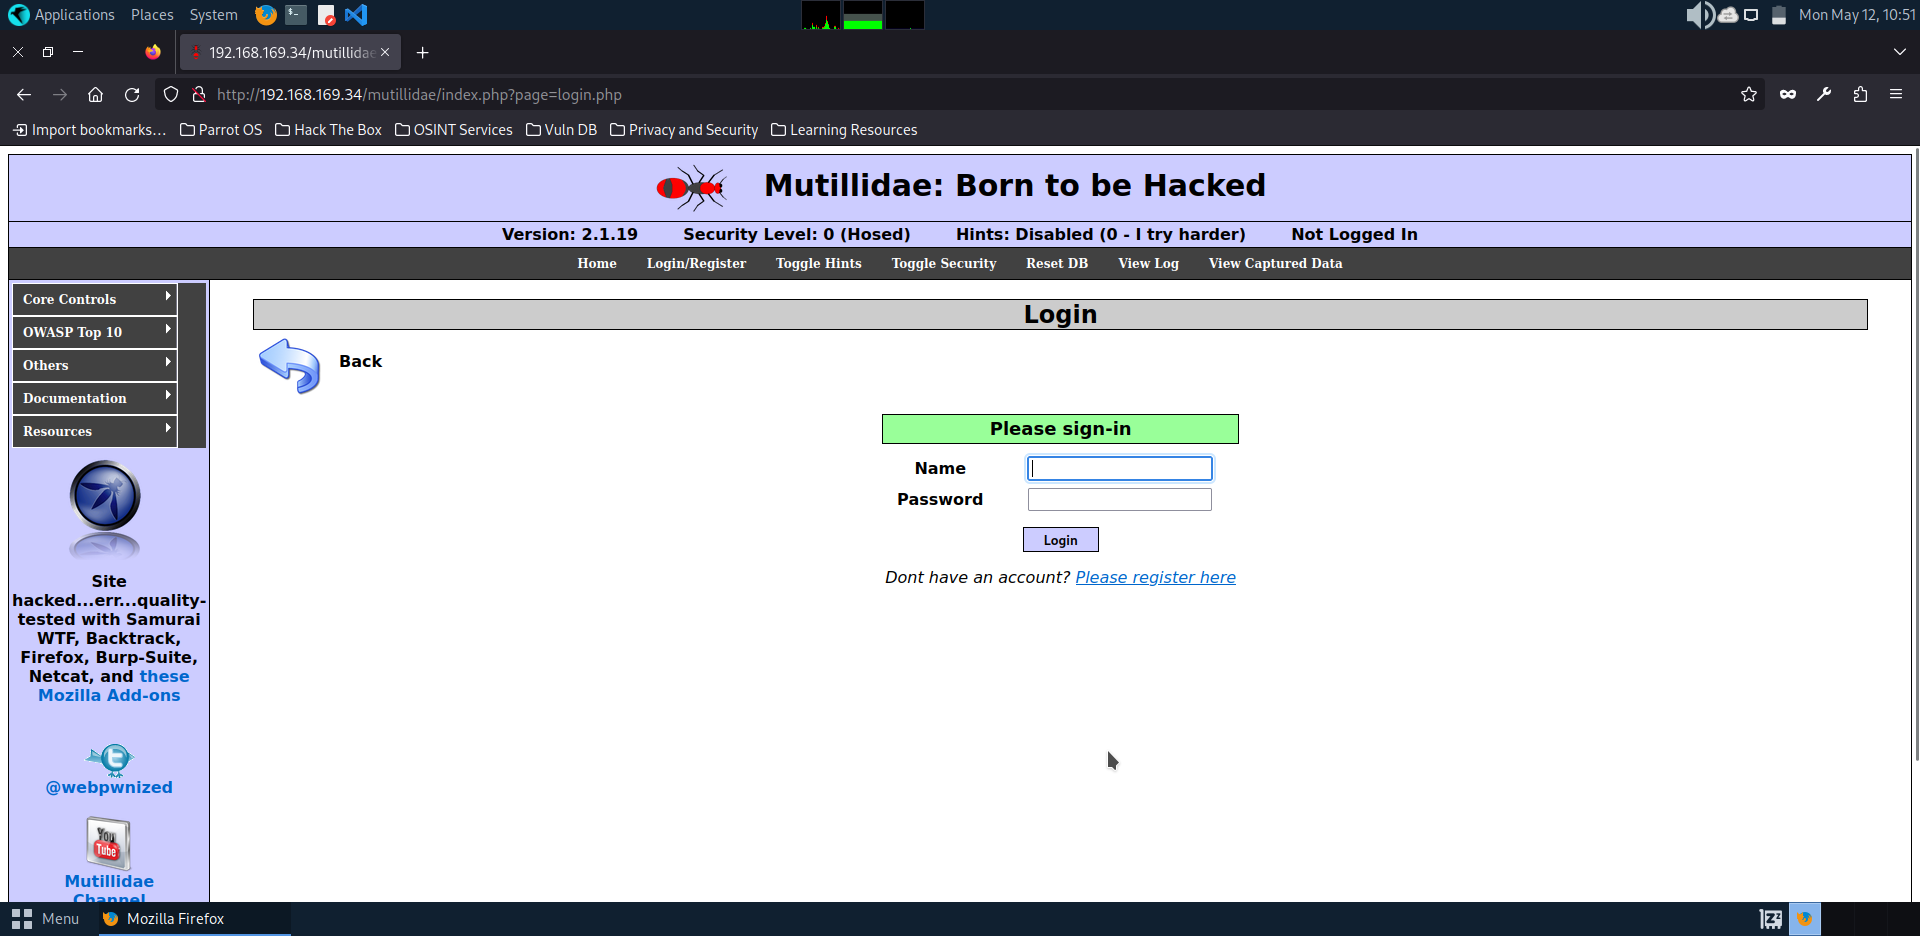 Applications Places System Mon May 12, 10:51
192.168.169.34/mutillidae
http://192.168.169.34/mutillidae/index.php?page=login.php
Import bookmarks… Parrot OS Hack The Box OSINT Services Vuln DB Privacy and Security Learning Resources
Mutillidae: Born to be Hacked
Version: 2.1.19 Security Level: 0 (Hosed) Hints: Disabled (0 - I try harder) Not Logged In
Home Login/Register Toggle Hints Toggle Security Reset DB View Log View Captured Data
Core Controls
OWASP Top 10
Others
Documentation
Resources
Site
hacked...err...quality-
tested with Samurai
WTF, Backtrack,
Firefox, Burp-Suite,
Netcat, and these
Mozilla Add-ons
@webpwnized
You
Tube
Mutillidae
Channel
Login
Back
Please sign-in
Name
Password
Login
Dont have an account? Please register here
Menu Mozilla Firefox